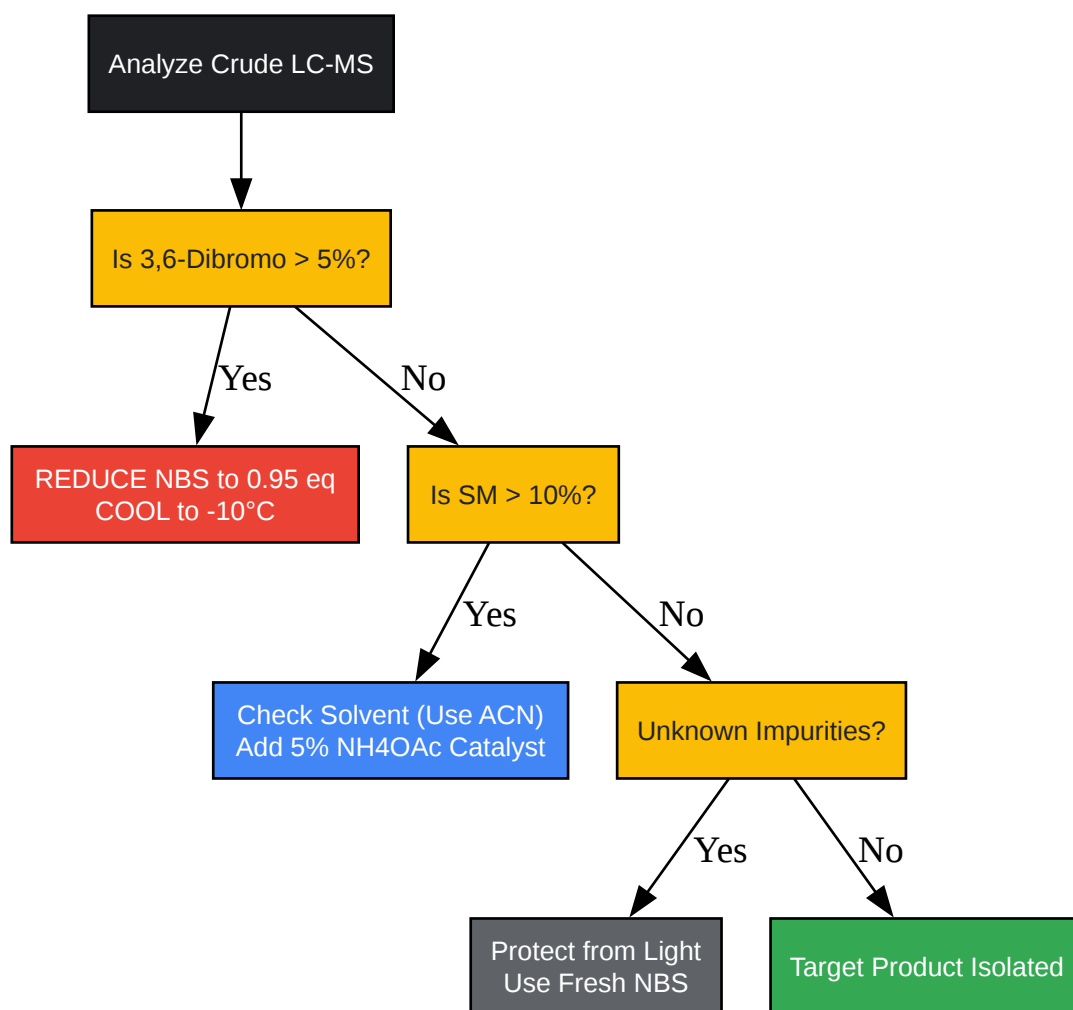 Analyze Crude LC-MS
Is 3,6-Dibromo > 5%?
Yes
No
REDUCE NBS to 0.95 eq
COOL to -10°C
Is SM > 10%?
Yes
No
Check Solvent (Use ACN)
Add 5% NH4OAc Catalyst
Unknown Impurities?
Yes
No
Protect from Light
Use Fresh NBS
Target Product Isolated